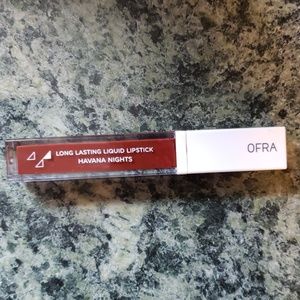 LONG LASTING LIQUID LIPSTICK
HAVANA NIGHTS
OFRA